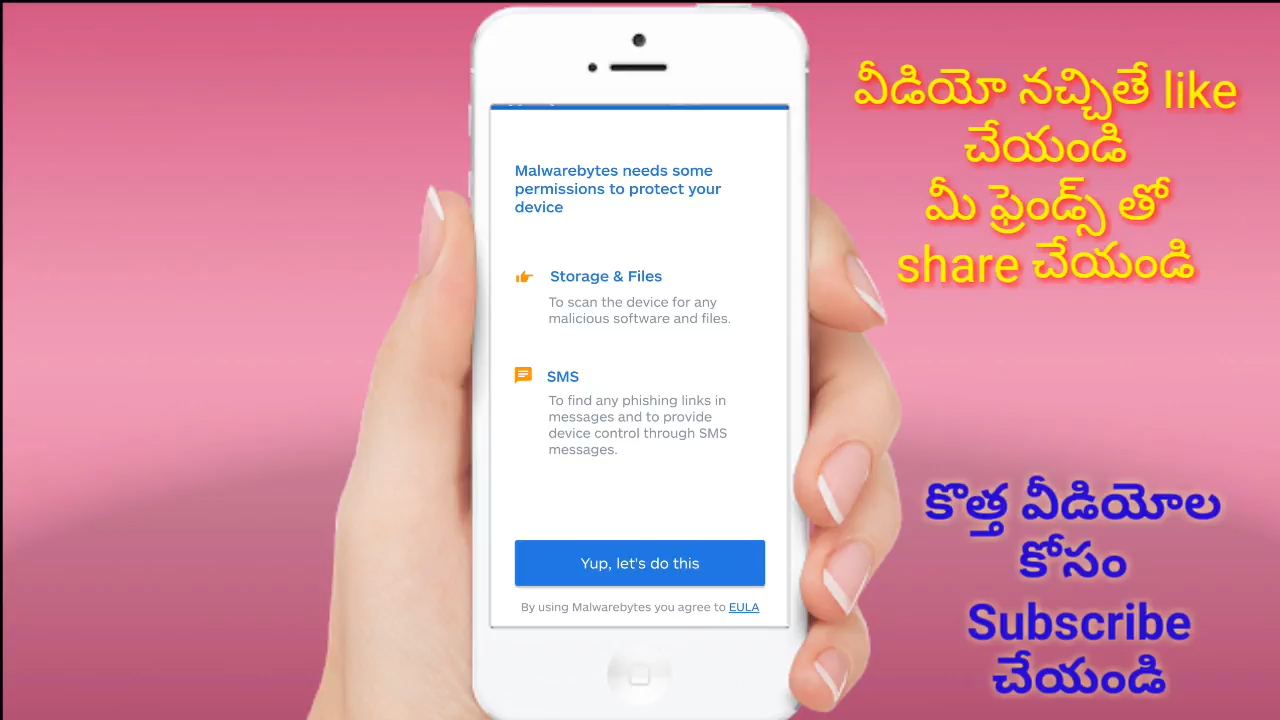 Malwarebytes needs some
permissions to protect your
device
Storage & Files
To scan the device for any
malicious software and files.
SMS
To find any phishing links in
messages and to provide
device control through SMS
messages.
Yup, let's do this
By using Malwarebytes you agree to EULA
వీడియో నచ్చితే like
చేయండి
మీ ఫ్రెండ్స్ తో
share చేయండి
కొత్త వీడియోల
కోసం
Subscribe
చేయండి